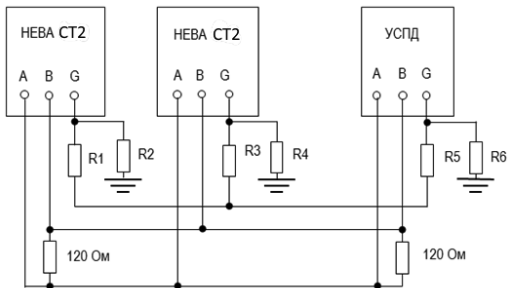 НЕВА СТ2 НЕВА СТ2 УСПД
A B G A B G A B G
R1 R2 R3 R4 R5 R6
120 Ом 120 Ом